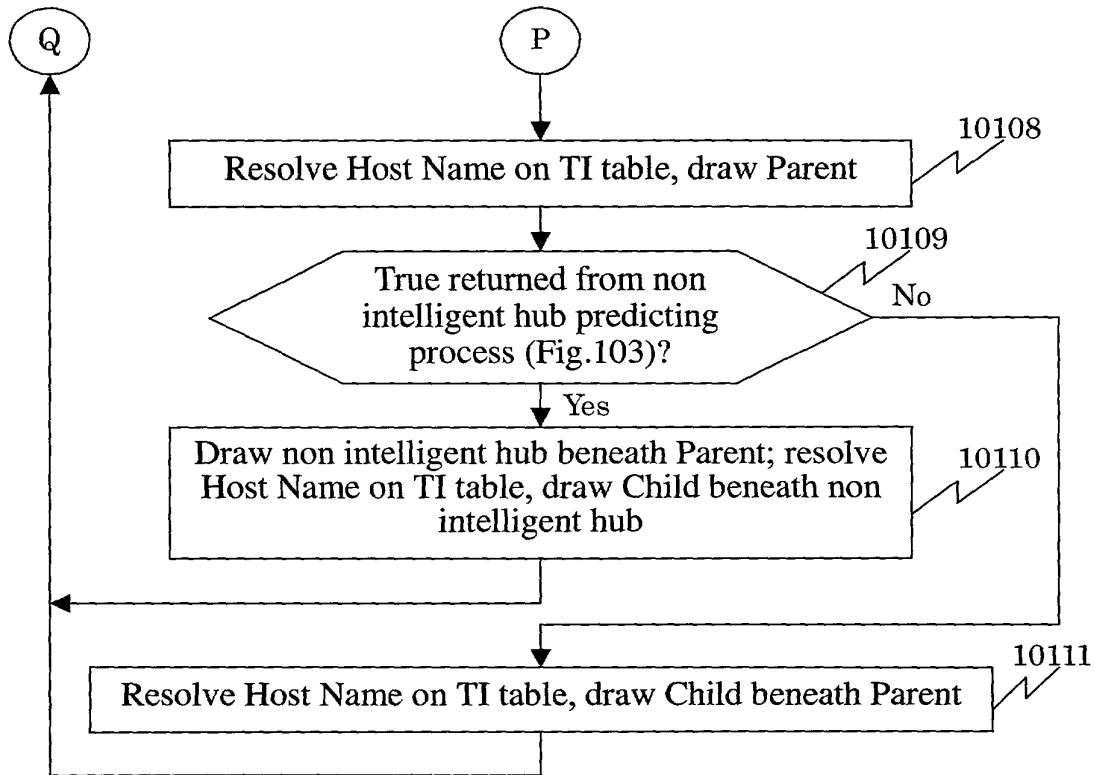 Q
P
10108
Resolve Host Name on TI table, draw Parent
10109
True returned from non
intelligent hub predicting
process (Fig.103)?
No
Yes
Draw non intelligent hub beneath Parent; resolve
Host Name on TI table, draw Child beneath non
intelligent hub
10110
10111
Resolve Host Name on TI table, draw Child beneath Parent